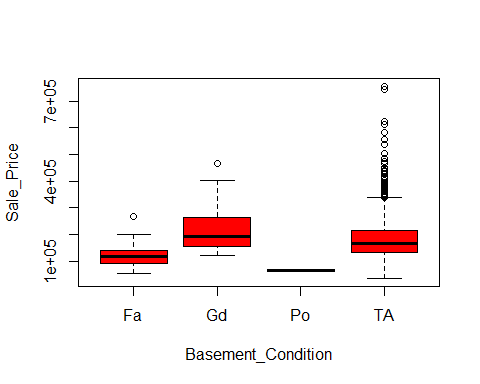 Sale_Price
7e+05
4e+05
1e+05
Fa Gd Po TA
Basement_Condition